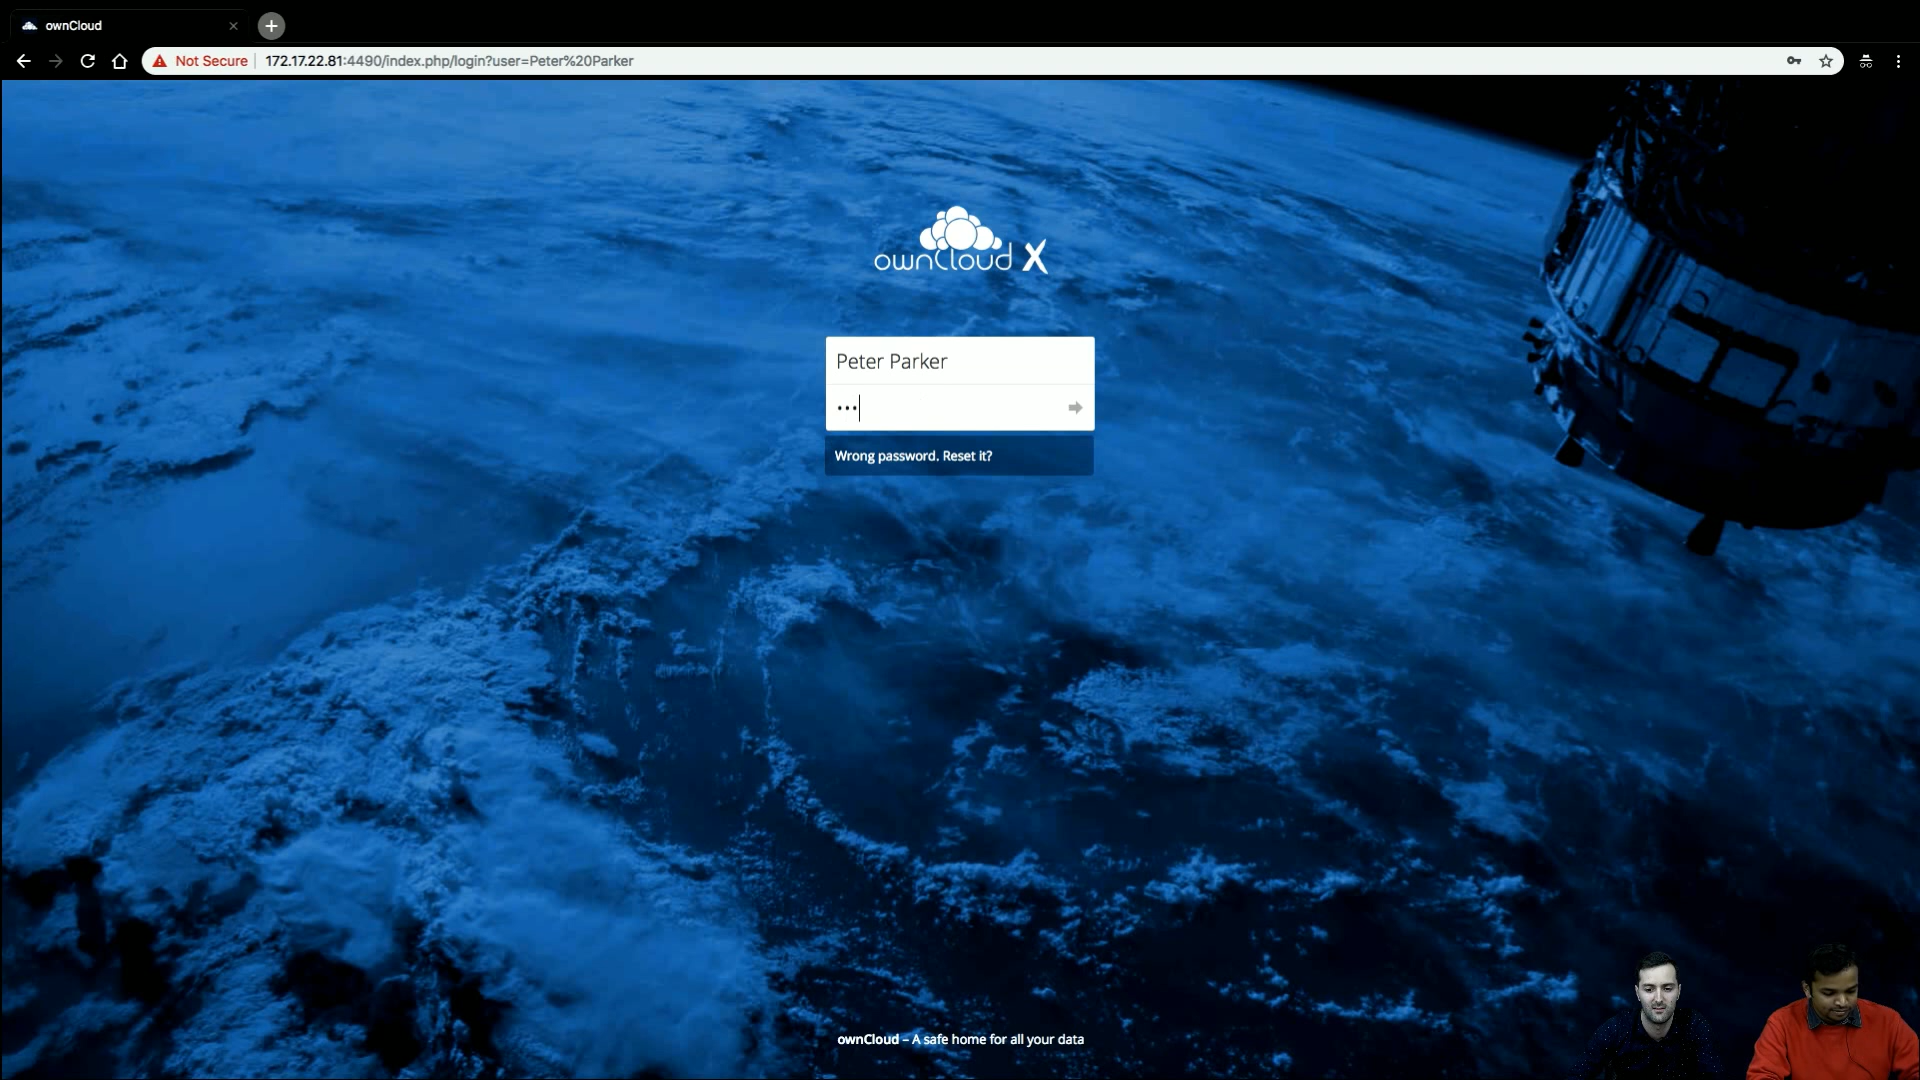 ownCloud
Not Secure
172.17.22.81:4490/index.php/login?user=Peter%20Parker
ownCloud X
Peter Parker
•••
Wrong password. Reset it?
ownCloud – A safe home for all your data